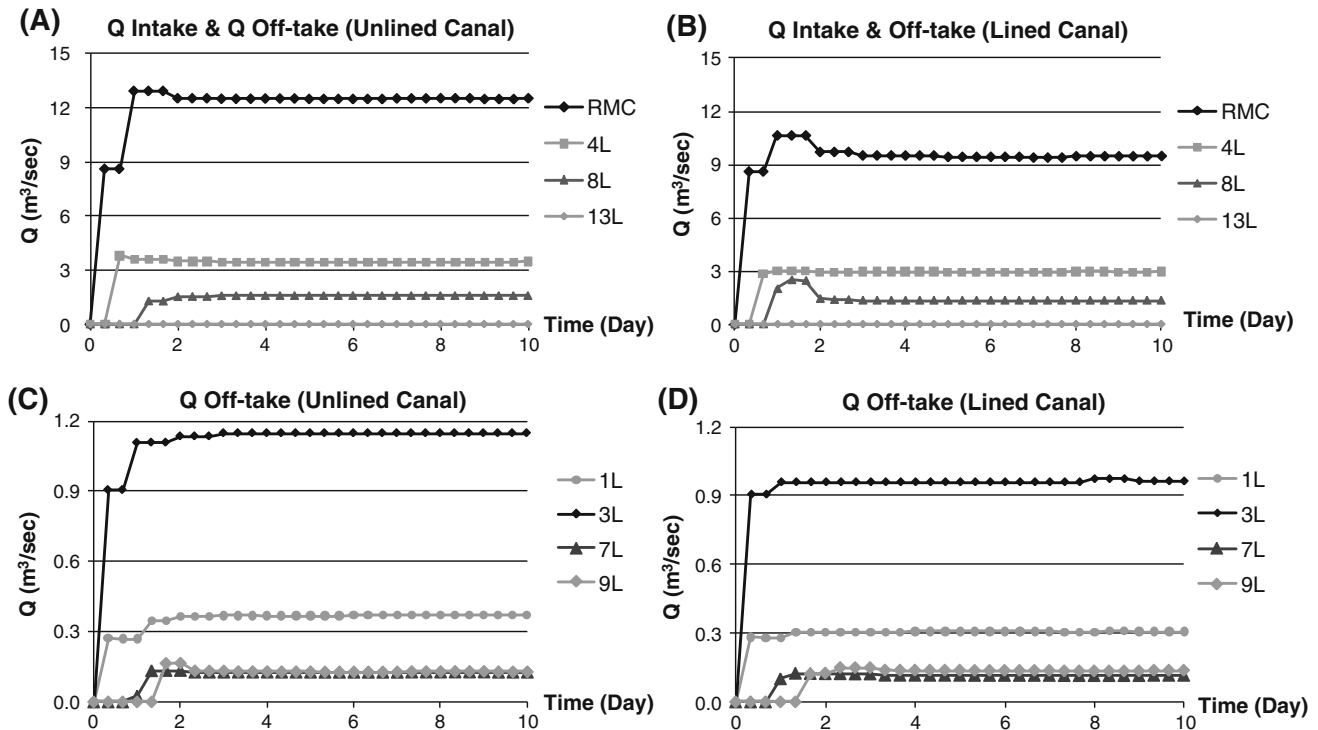 (A)
Q Intake & Q Off-take (Unlined Canal)
15
12
9
6
3
0
Q (m³/sec)
0 2 4 6 8 10
Time (Day)
RMC
4L
8L
13L
(B)
Q Intake & Off-take (Lined Canal)
15
12
9
6
3
0
Q (m³/sec)
0 2 4 6 8 10
Time (Day)
RMC
4L
8L
13L
(C)
Q Off-take (Unlined Canal)
1.2
0.9
0.6
0.3
0.0
Q (m³/sec)
0 2 4 6 8 10
Time (Day)
1L
3L
7L
9L
(D)
Q Off-take (Lined Canal)
1.2
0.9
0.6
0.3
0.0
Q (m³/sec)
0 2 4 6 8 10
Time (Day)
1L
3L
7L
9L